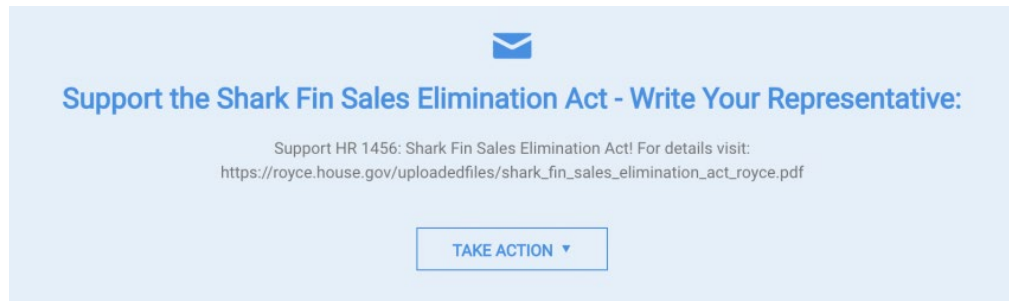 Support the Shark Fin Sales Elimination Act - Write Your Representative:
Support HR 1456: Shark Fin Sales Elimination Act! For details visit:
https://royce.house.gov/uploadedfiles/shark_fin_sales_elimination_act_royce.pdf
TAKE ACTION ▼